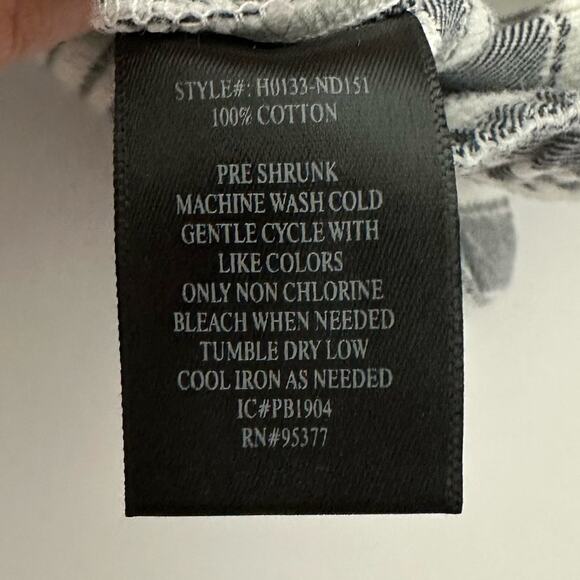 STYLE#: H0133-ND151
100% COTTON
PRE SHRUNK
MACHINE WASH COLD
GENTLE CYCLE WITH
LIKE COLORS
ONLY NON CHLORINE
BLEACH WHEN NEEDED
TUMBLE DRY LOW
COOL IRON AS NEEDED
IC#PB1904
RN#95377